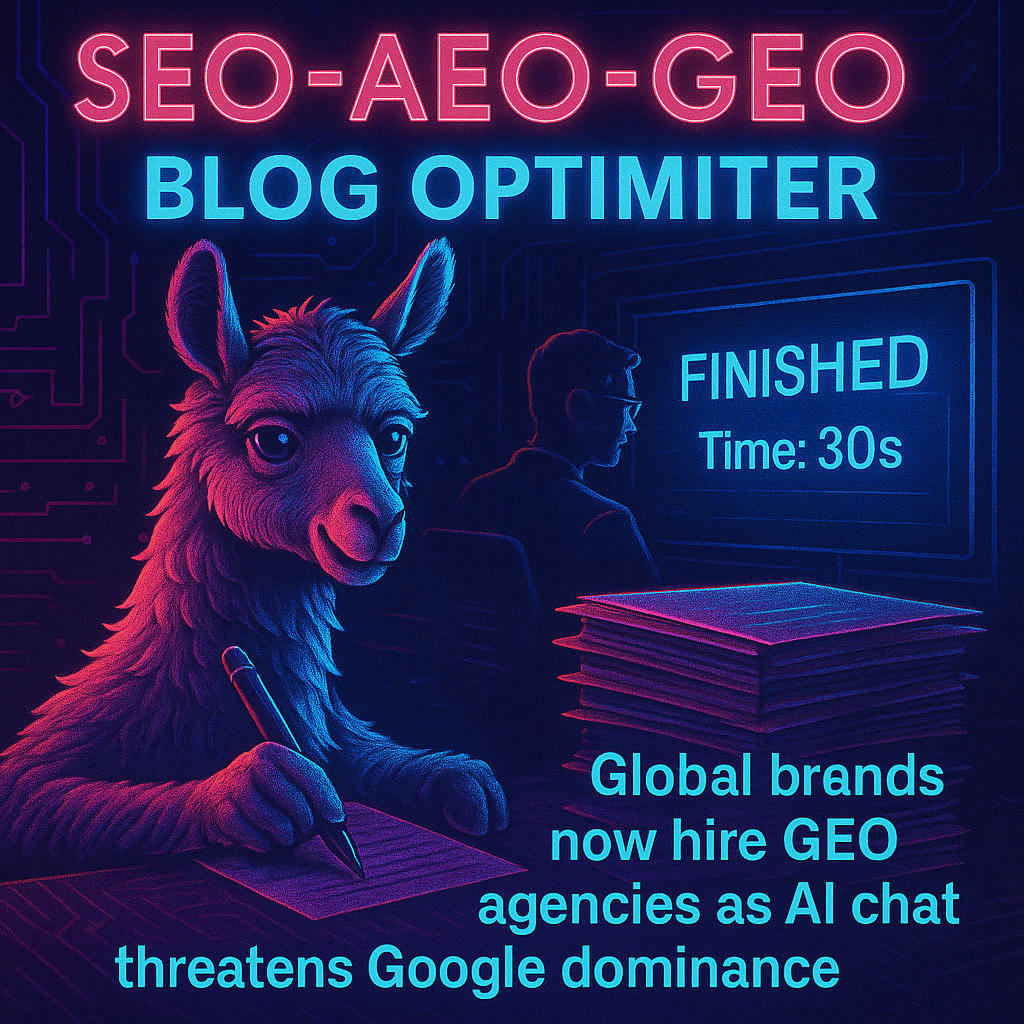 SEO-AEO-GEO
BLOG OPTIMITER
FINISHED
Time: 30s
Global brands
now hire GEO
agencies as AI chat
threatens Google dominance